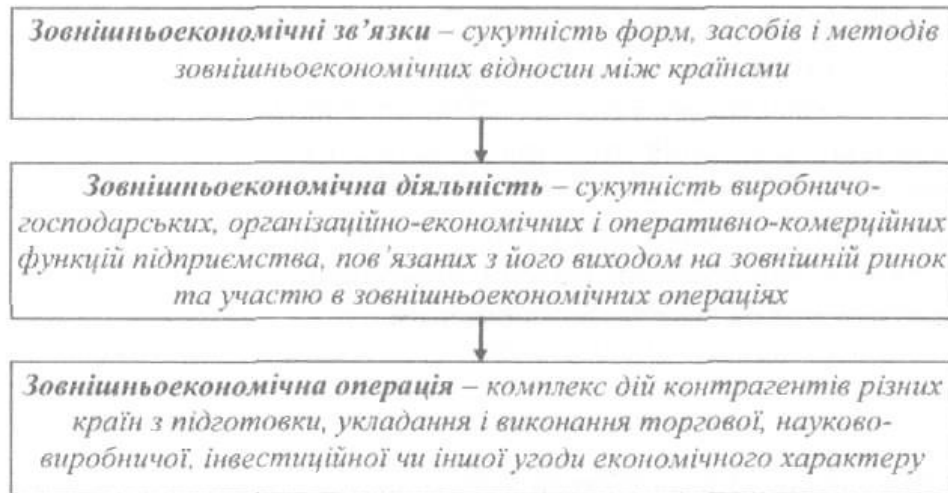 Зовнішньоекономічні зв’язки – сукупність форм, засобів і методів
зовнішньоекономічних відносин між країнами
Зовнішньоекономічна діяльність – сукупність виробничо-
господарських, організаційно-економічних і оперативно-комерційних
функцій підприємства, пов’язаних з його виходом на зовнішній ринок
та участю в зовнішньоекономічних операціях
Зовнішньоекономічна операція – комплекс дій контрагентів різних
країн з підготовки, укладання і виконання торгової, науково-
виробничої, інвестиційної чи іншої угоди економічного характеру